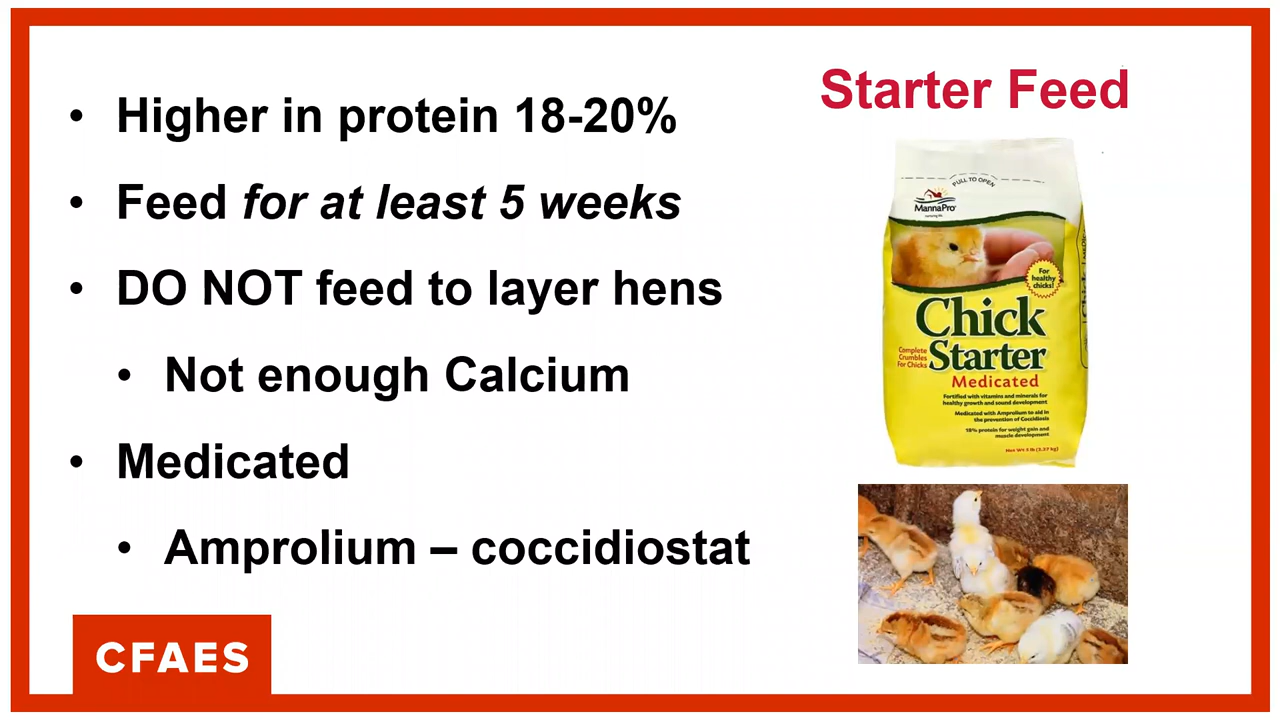 Starter Feed
• Higher in protein 18-20%
• Feed for at least 5 weeks
• DO NOT feed to layer hens
• Not enough Calcium
• Medicated
• Amprolium – coccidiostat
PULL TO OPEN
MannaPro
nurturing life
For
healthy
chicks!
Chick
Complete
Crumbles
For Chicks
Starter
Medicated
Fortified with vitamins and minerals for
healthy growth and sound development
Medicated with Amprolium to aid in
the prevention of Coccidiosis
18% protein for weight gain and
muscle development
Net Wt 5 lb (2.27 kg)
CFAES